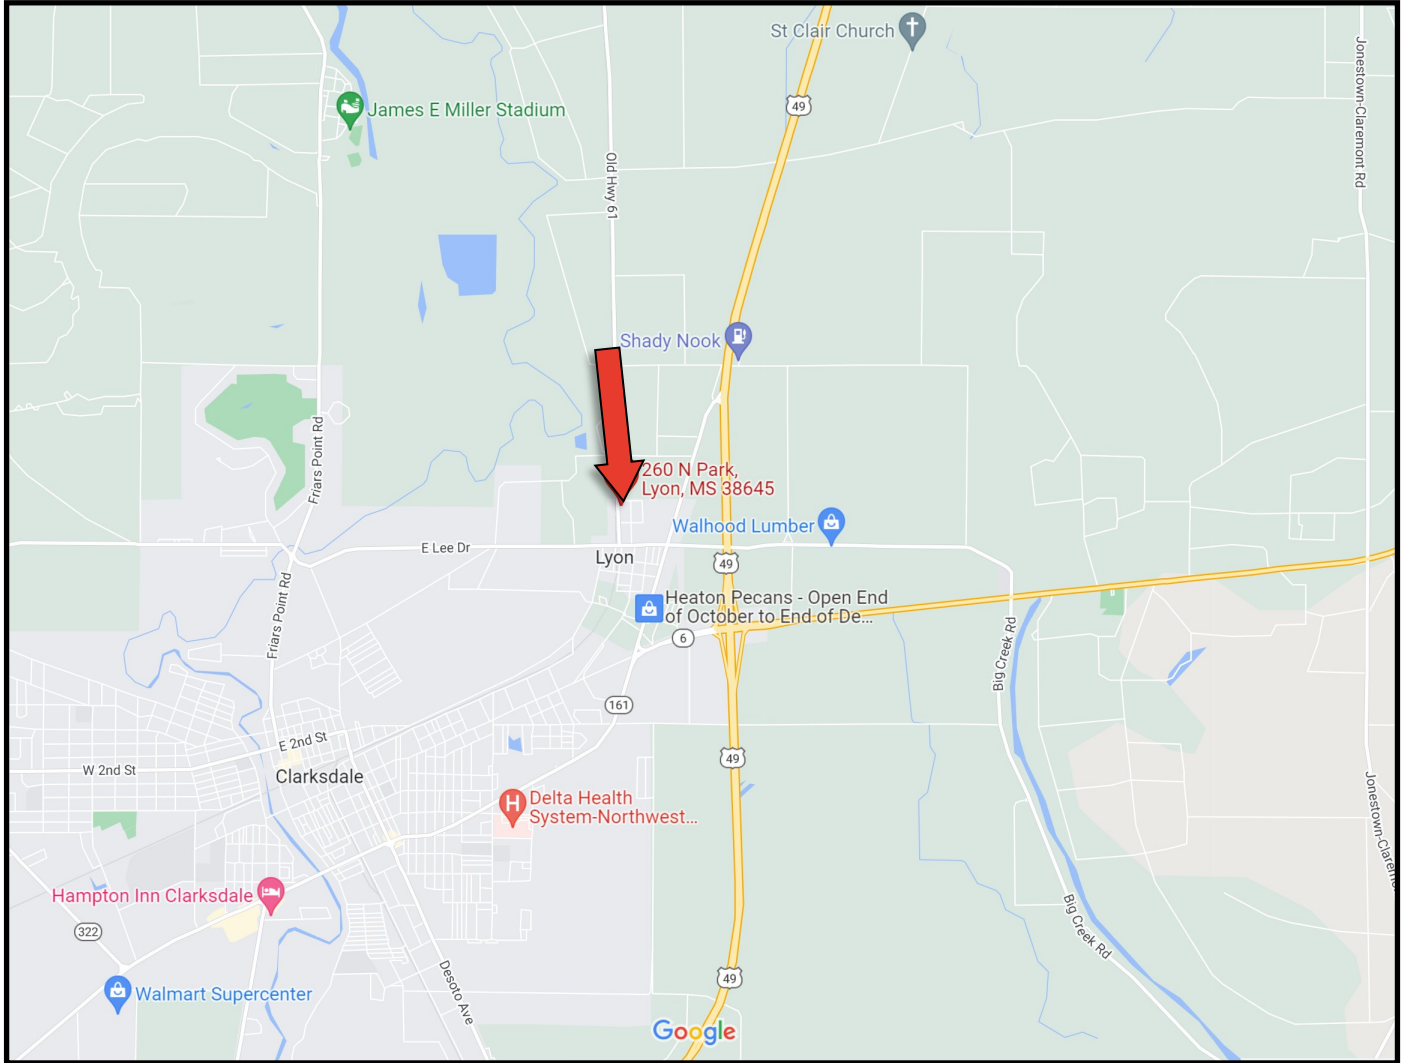 St Clair Church
49
James E Miller Stadium
Old Hwy 61
Jonestown-Claremont Rd
Shady Nook
Friars Point Rd
260 N Park,
Lyon, MS 38645
Walhood Lumber
E Lee Dr
Lyon
49
Heaton Pecans - Open End
of October to End of De...
6
Friars Point Rd
Big Creek Rd
161
E 2nd St
W 2nd St
Clarksdale
49
Delta Health
System-Northwest...
Jonestown-Clarem
Hampton Inn Clarksdale
322
Big Creek Rd
Desoto Ave
49
Walmart Supercenter
Google